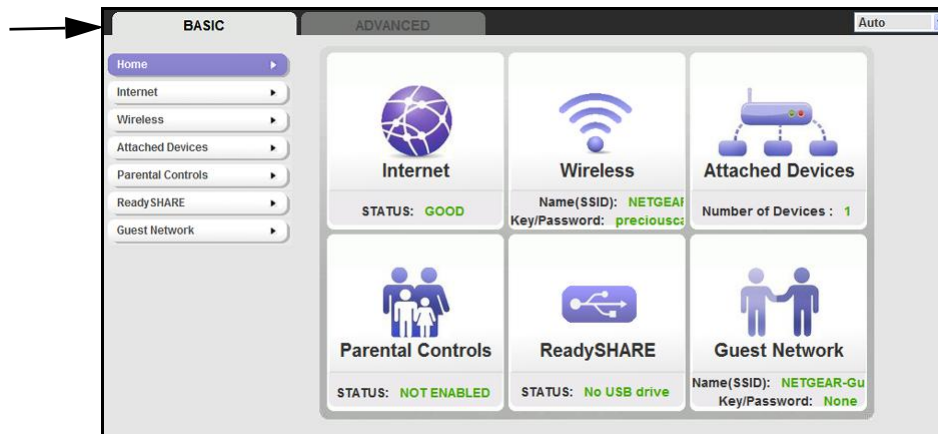 BASIC
ADVANCED
Auto
Home
Internet
Wireless
Attached Devices
Parental Controls
ReadySHARE
Guest Network
Internet
STATUS: GOOD
Wireless
Name(SSID): NETGEAR
Key/Password: preciousca
Attached Devices
Number of Devices : 1
Parental Controls
STATUS: NOT ENABLED
ReadySHARE
STATUS: No USB drive
Guest Network
Name(SSID): NETGEAR-Gu
Key/Password: None